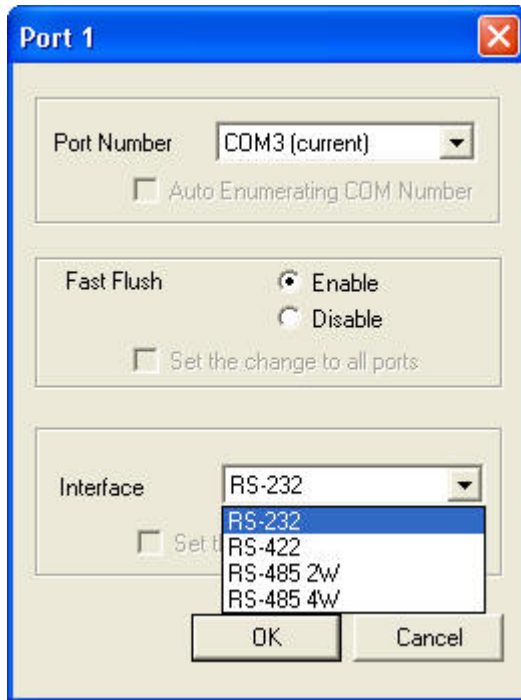 Port 1
Port Number COM3 (current)
Auto Enumerating COM Number
Fast Flush Enable
Disable
Set the change to all ports
Interface RS-232
RS-232
Set t
RS-422
RS-485 2W
RS-485 4W
OK Cancel